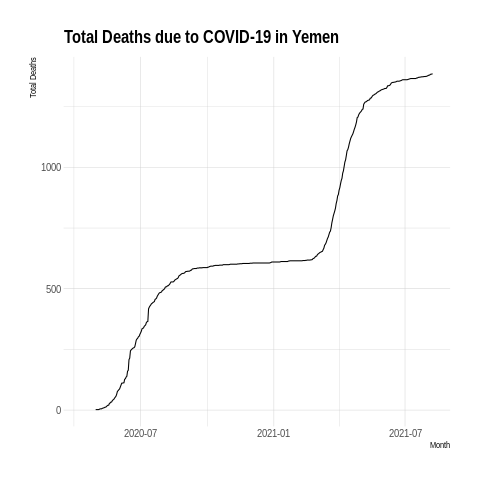 Total Deaths due to COVID-19 in Yemen
Total Deaths
1000
500
0
2020-07
2021-01
2021-07
Month